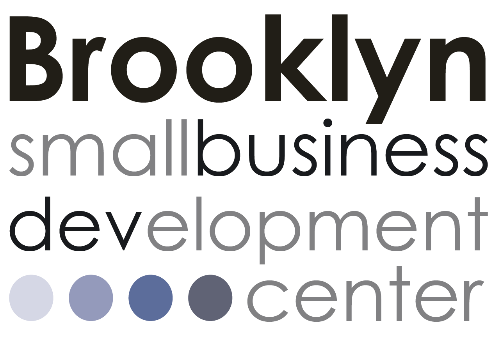 Brooklyn
smallbusiness
development
center